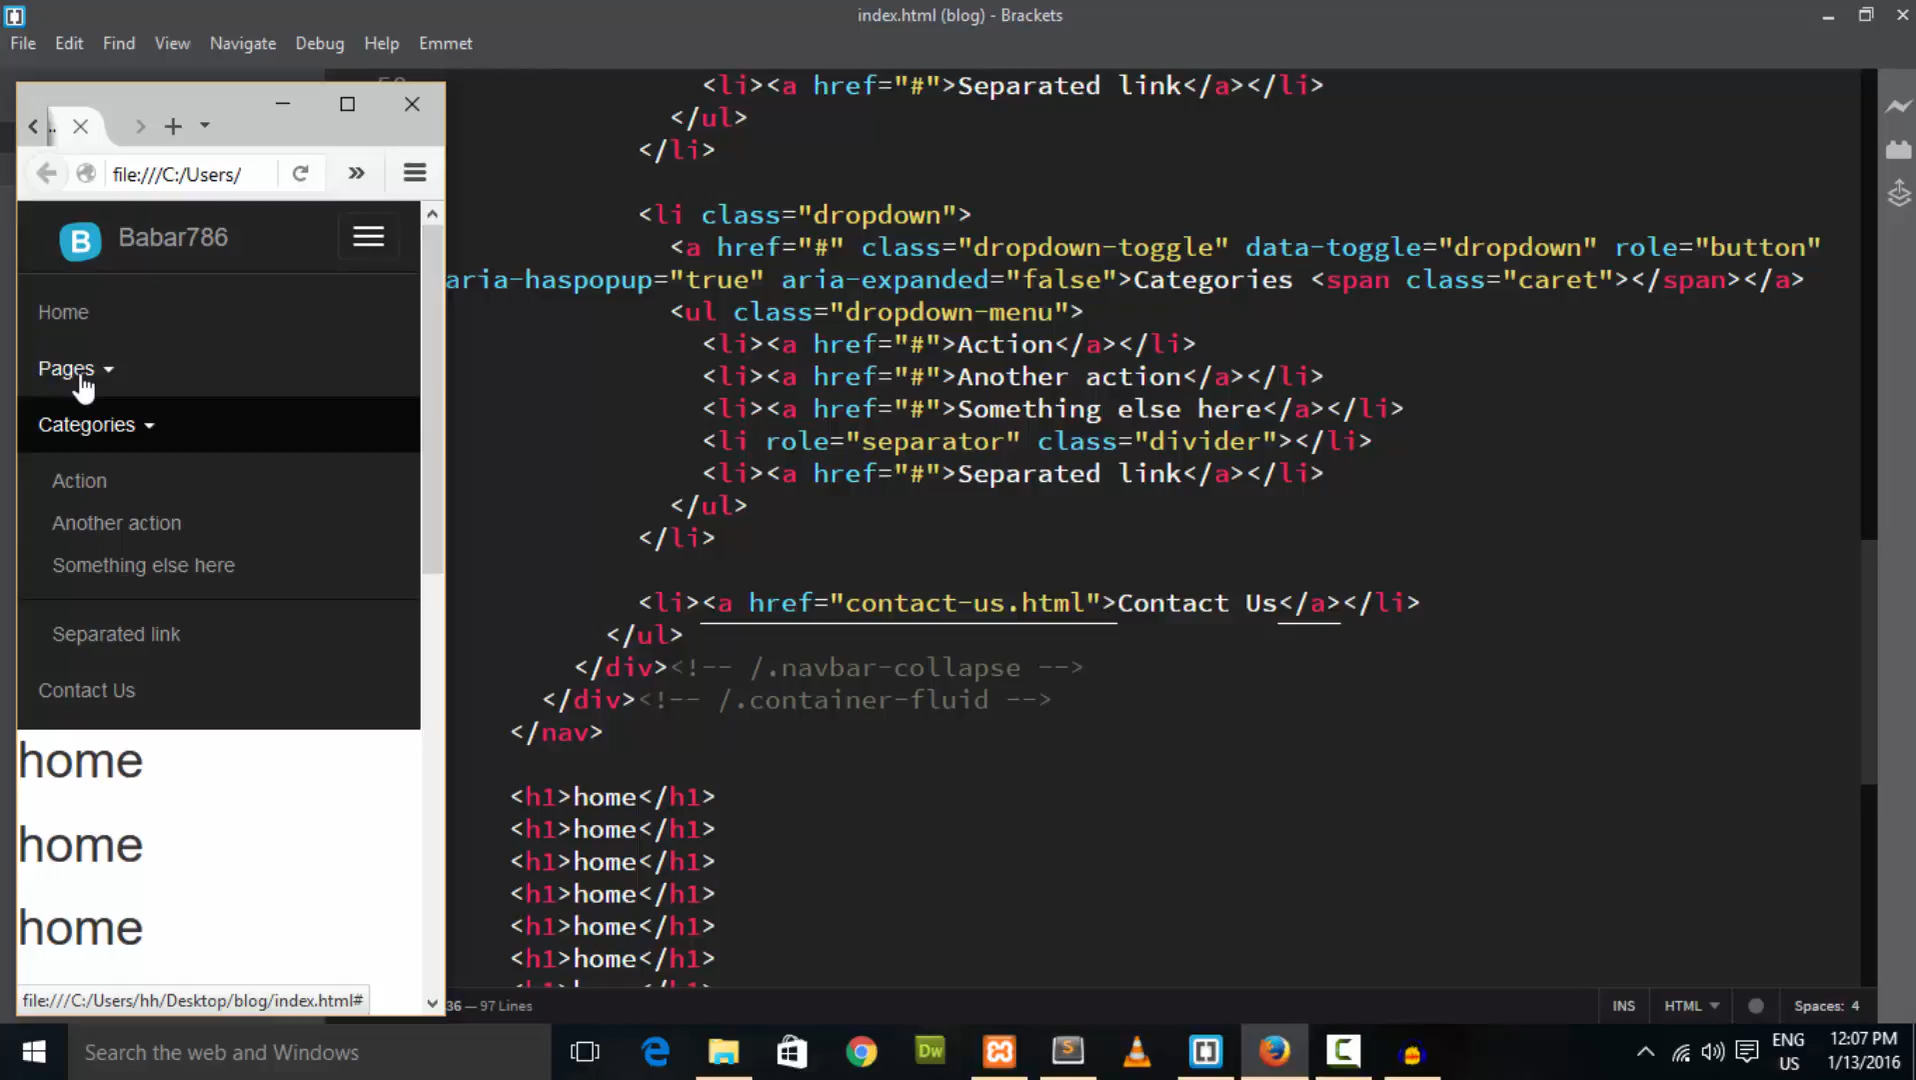 index.html (blog) - Brackets
File Edit Find View Navigate Debug Help Emmet
file:///C:/Users/
B Babar786
Home
Pages
Categories
Action
Another action
Something else here
Separated link
Contact Us
home
home
home
file:///C:/Users/hh/Desktop/blog/index.html#
<li><a href="#">Separated link</a></li>
</ul>
</li>
<li class="dropdown">
<a href="#" class="dropdown-toggle" data-toggle="dropdown" role="button"
aria-haspopup="true" aria-expanded="false">Categories <span class="caret"></span></a>
<ul class="dropdown-menu">
<li><a href="#">Action</a></li>
<li><a href="#">Another action</a></li>
<li><a href="#">Something else here</a></li>
<li role="separator" class="divider"></li>
<li><a href="#">Separated link</a></li>
</ul>
</li>
<li><a href="contact-us.html">Contact Us</a></li>
</ul>
</div><!-- /.navbar-collapse -->
</div><!-- /.container-fluid -->
</nav>
<h1>home</h1>
<h1>home</h1>
<h1>home</h1>
<h1>home</h1>
<h1>home</h1>
<h1>home</h1>
36 — 97 Lines
INS HTML Spaces: 4
Search the web and Windows
Dw
ENG
US
12:07 PM
1/13/2016